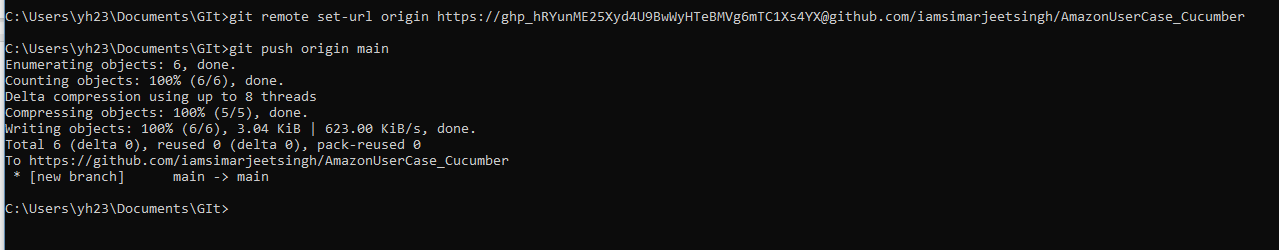 C:\Users\yh23\Documents\GIt>git remote set-url origin https://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@github.com/iamsimarjeetsingh/AmazonUserCase_Cucumber
C:\Users\yh23\Documents\GIt>git push origin main
Enumerating objects: 6, done.
Counting objects: 100% (6/6), done.
Delta compression using up to 8 threads
Compressing objects: 100% (5/5), done.
Writing objects: 100% (6/6), 3.04 KiB | 623.00 KiB/s, done.
Total 6 (delta 0), reused 0 (delta 0), pack-reused 0
To https://github.com/iamsimarjeetsingh/AmazonUserCase_Cucumber
 * [new branch]      main -> main
C:\Users\yh23\Documents\GIt>